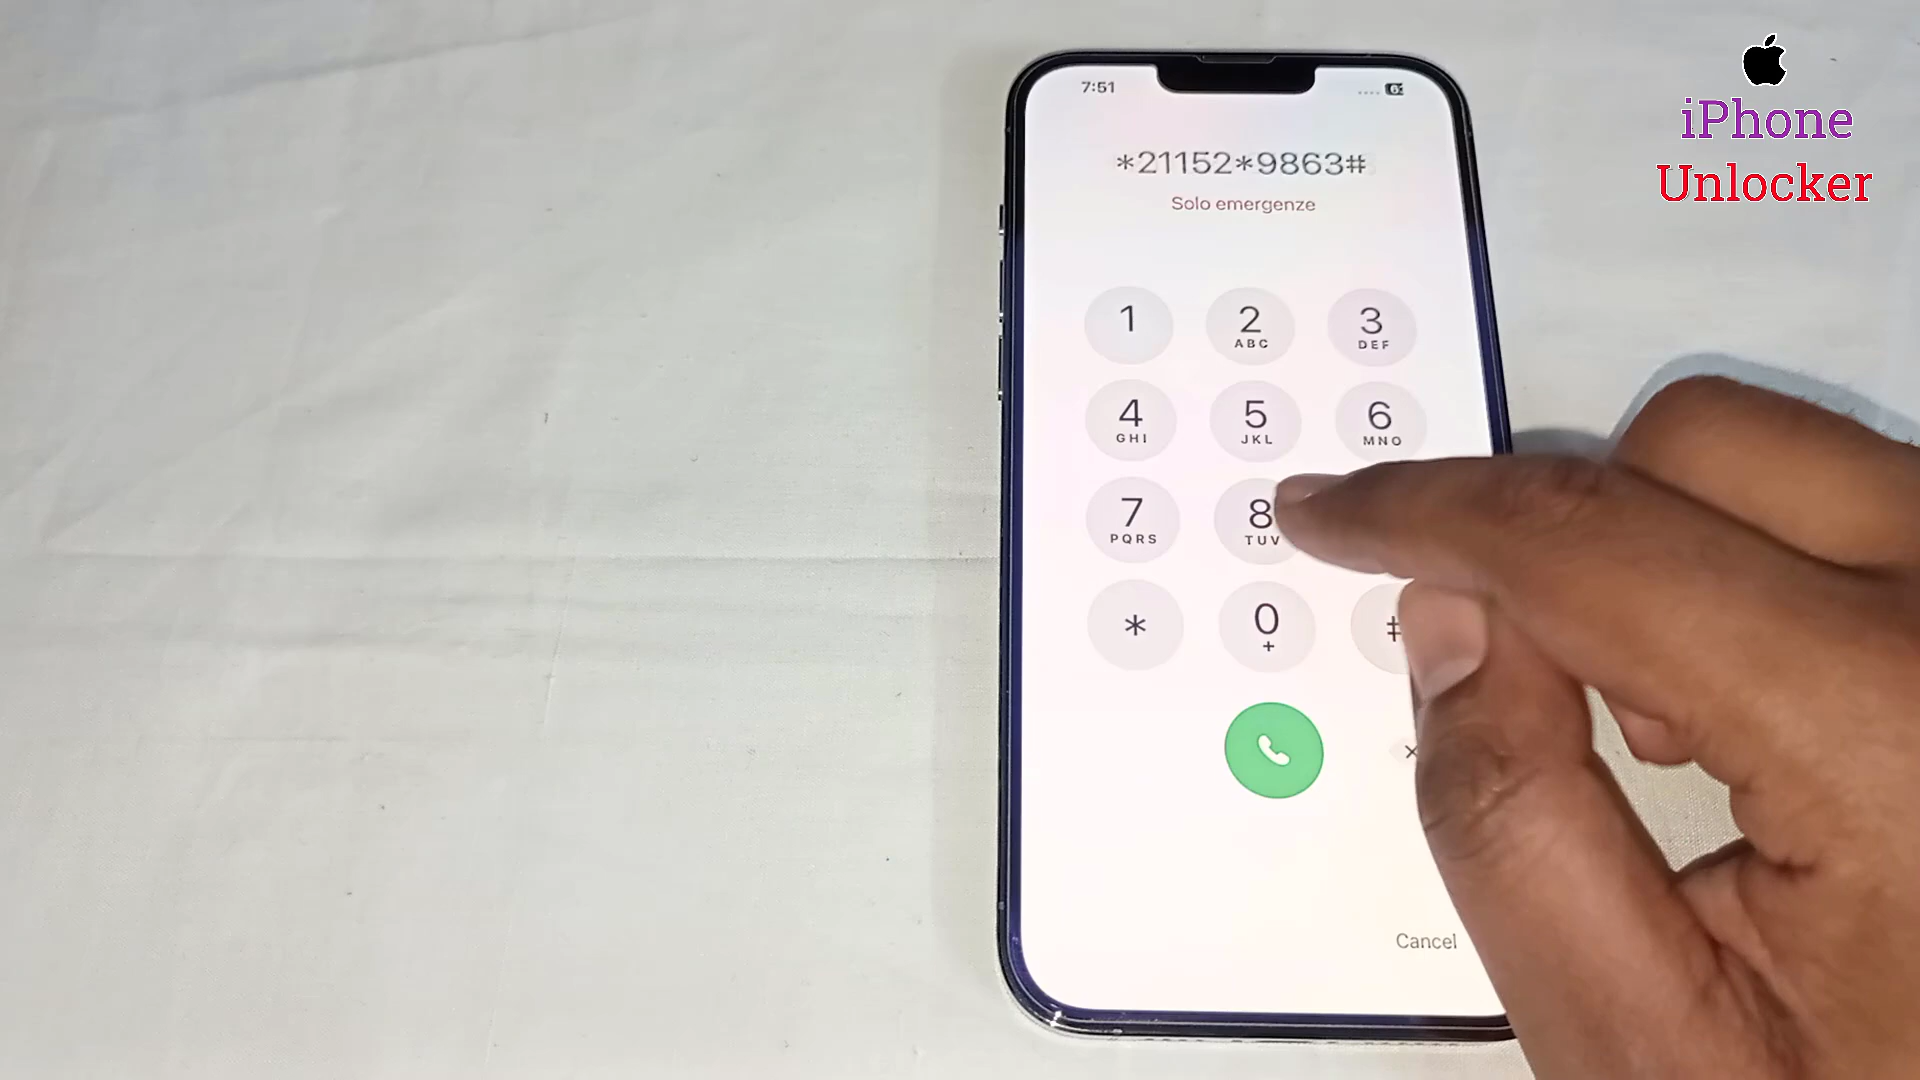 7:51
*21152*9863#
Solo emergenze
1
2
ABC
3
DEF
4
GHI
5
JKL
6
MNO
7
PQRS
8
TUV
*
0
+
Cancel
iPhone
Unlocker